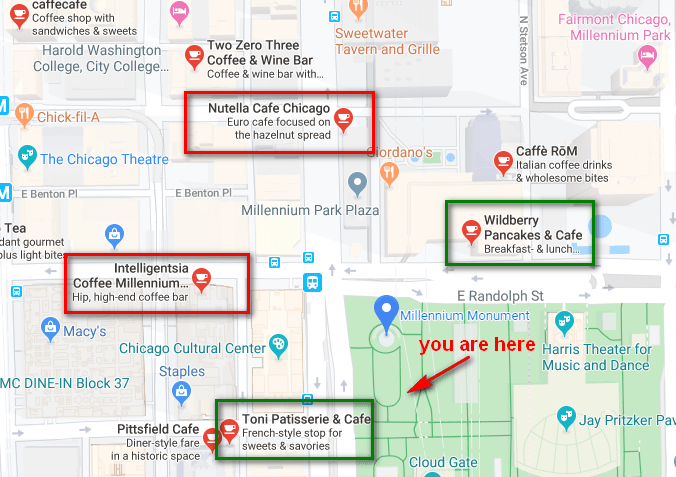 caffecafe
Coffee shop with
sandwiches & sweets
Harold Washington
College, City College...
Two Zero Three
Coffee & Wine Bar
Coffee & wine bar with...
Sweetwater
Tavern and Grille
N Stetson Ave
Fairmont Chicago,
Millennium Park
M
Chick-fil-A
Nutella Cafe Chicago
Euro cafe focused on
the hazelnut spread
The Chicago Theatre
Giordano's
Caffè RōM
Italian coffee drinks
& wholesome bites
M
E Benton Pl
E Benton Pl
Millennium Park Plaza
Wildberry
Pancakes & Cafe
Breakfast- & lunch...
Tea
dant gourmet
plus light bites
Intelligentsia
Coffee Millennium...
Hip, high-end coffee bar
E Randolph St
Millennium Monument
Macy's
Chicago Cultural Center
you are here
Harris Theater for
Music and Dance
MC DINE-IN Block 37
Staples
Toni Patisserie & Cafe
French-style stop for
sweets & savories
Pittsfield Cafe
Diner-style fare
in a historic space
Jay Pritzker Pav
Cloud Gate